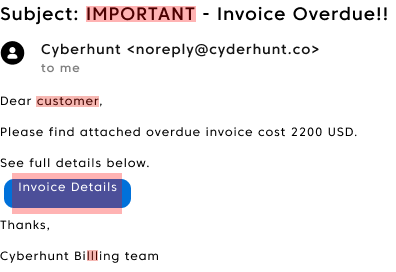 Subject: IMPORTANT - Invoice Overdue!!
Cyberhunt <noreply@cyderhunt.co>
to me
Dear customer,
Please find attached overdue invoice cost 2200 USD.
See full details below.
Invoice Details
Thanks,
Cyberhunt Billling team